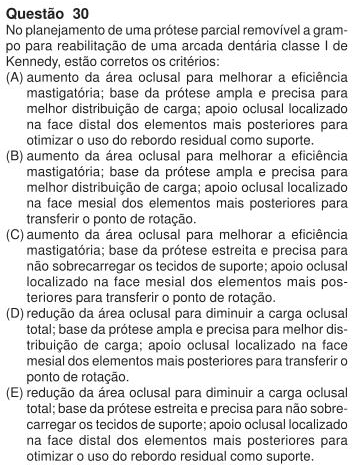 Questão 30
No planejamento de uma prótese parcial removível a gram-
po para reabilitação de uma arcada dentária classe I de
Kennedy, estão corretos os critérios:
(A) aumento da área oclusal para melhorar a eficiência
mastigatória; base da prótese ampla e precisa para
melhor distribuição de carga; apoio oclusal localizado
na face distal dos elementos mais posteriores para
otimizar o uso do rebordo residual como suporte.
(B) aumento da área oclusal para melhorar a eficiência
mastigatória; base da prótese ampla e precisa para
melhor distribuição de carga; apoio oclusal localizado
na face mesial dos elementos mais posteriores para
transferir o ponto de rotação.
(C) aumento da área oclusal para melhorar a eficiência
mastigatória; base da prótese estreita e precisa para
não sobrecarregar os tecidos de suporte; apoio oclusal
localizado na face mesial dos elementos mais pos-
teriores para transferir o ponto de rotação.
(D) redução da área oclusal para diminuir a carga oclusal
total; base da prótese ampla e precisa para melhor dis-
tribuição de carga; apoio oclusal localizado na face
mesial dos elementos mais posteriores para transferir o
ponto de rotação.
(E) redução da área oclusal para diminuir a carga oclusal
total; base da prótese estreita e precisa para não sobre-
carregar os tecidos de suporte; apoio oclusal localizado
na face distal dos elementos mais posteriores para
otimizar o uso do rebordo residual como suporte.